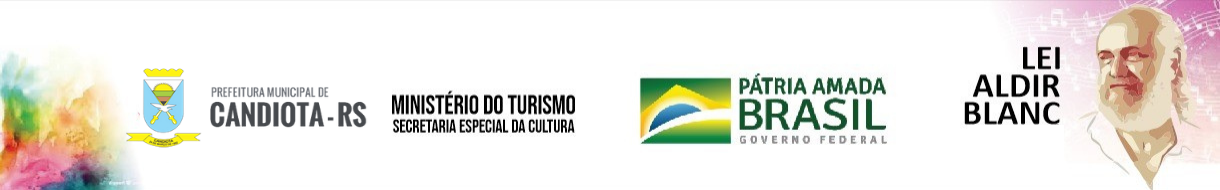 PREFEITURA MUNICIPAL DE
CANDIOTA-RS
CANDIOTA
MINISTÉRIO DO TURISMO
SECRETARIA ESPECIAL DA CULTURA
PÁTRIA AMADA
BRASIL
GOVERNO FEDERAL
LEI
ALDIR
BLANC